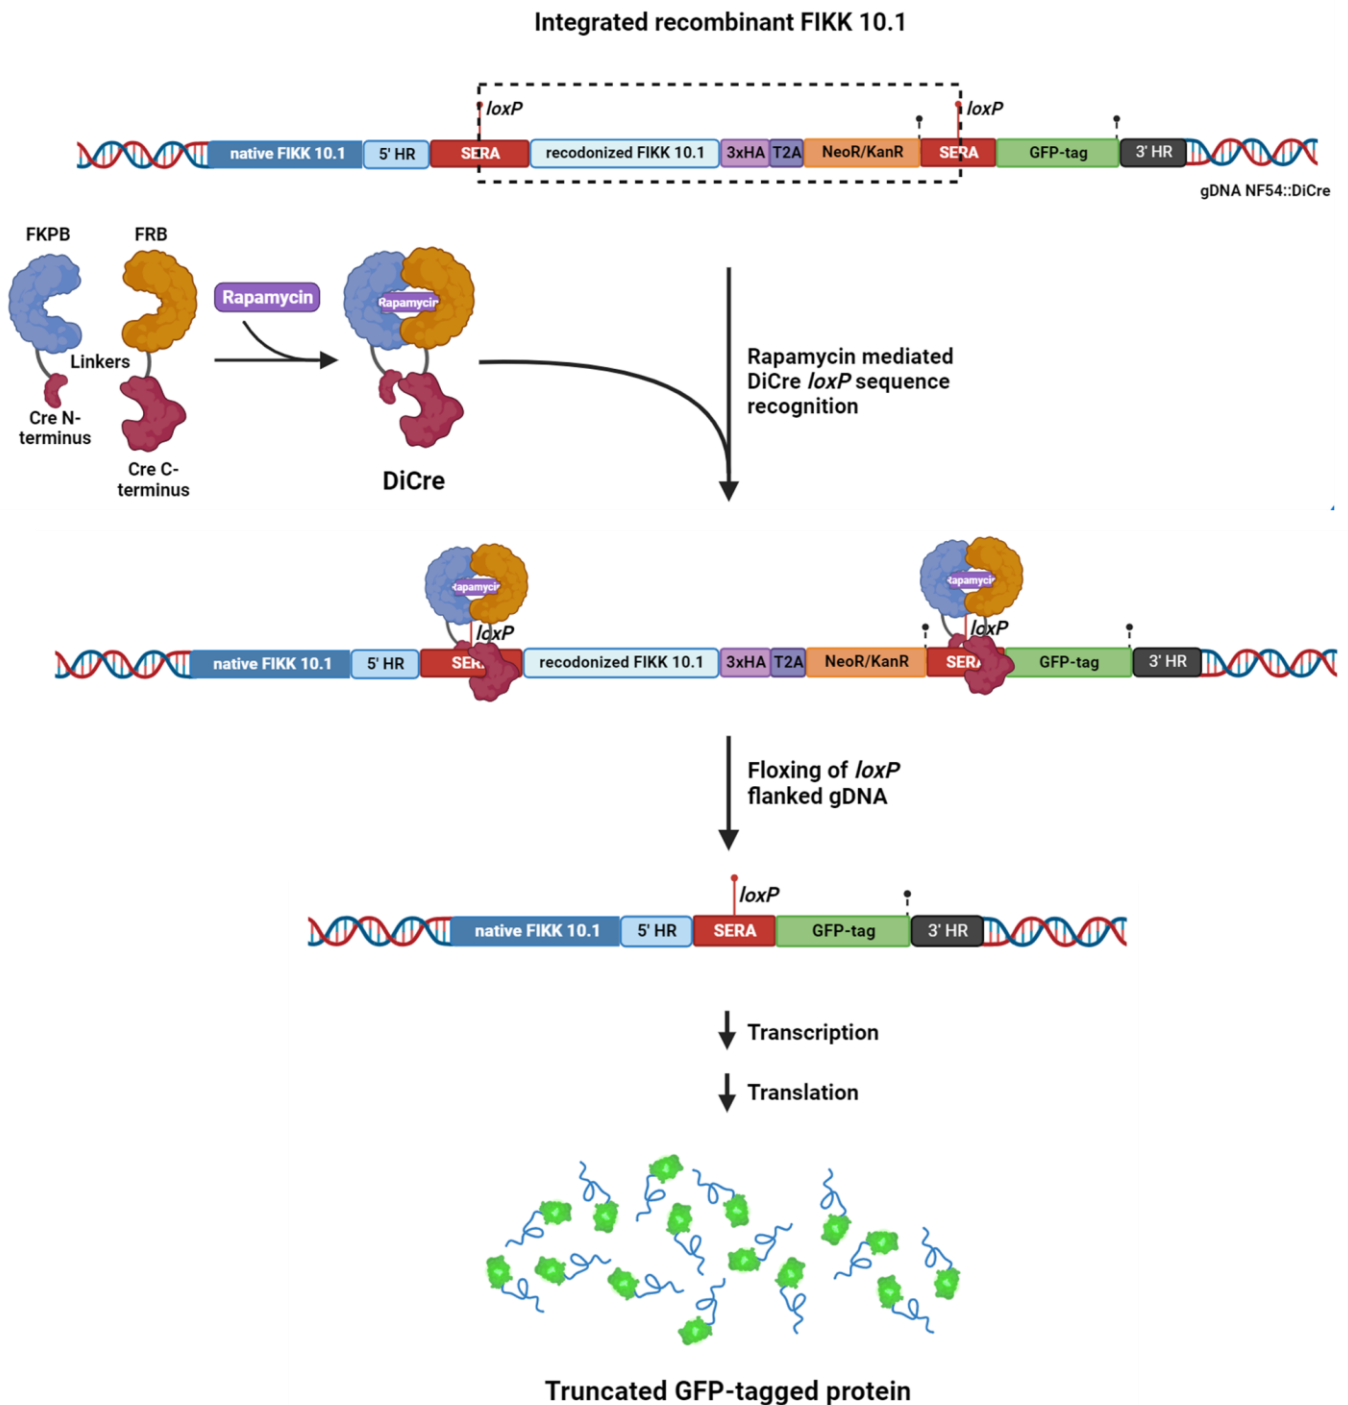 Integrated recombinant FIKK 10.1
loxP
loxP
native FIKK 10.1
5' HR
SERA
recodonized FIKK 10.1
3xHA
T2A
NeoR/KanR
SERA
GFP-tag
3' HR
gDNA NF54::DiCre
FKPB
FRB
Rapamycin
Rapamycin
Linkers
Cre N-
terminus
Cre C-
terminus
DiCre
Rapamycin mediated
DiCre loxP sequence
recognition
apamyci
apamyci
loxP
loxP
native FIKK 10.1
5' HR
SER
recodonized FIKK 10.1
3xHA
T2A
NeoR/KanR
SERA
GFP-tag
3' HR
Floxing of loxP
flanked gDNA
loxP
native FIKK 10.1
5' HR
SERA
GFP-tag
3' HR
Transcription
Translation
Truncated GFP-tagged protein